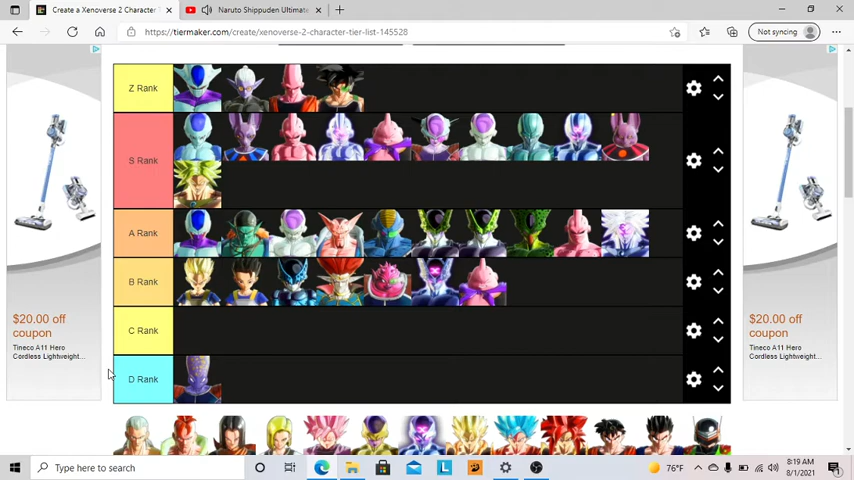 Create a Xenoverse 2 Character T
Naruto Shippuden Ultimat
https://tiermaker.com/create/xenoverse-2-character-tier-list-145528
Not syncing
Z Rank
S Rank
A Rank
B Rank
C Rank
D Rank
$20.00 off
coupon
Tineco A11 Hero
Cordless Lightweight...
$20.00 off
coupon
Tineco A11 Hero
Cordless Lightweight...
Type here to search
76°F
8:19 AM
8/1/2021